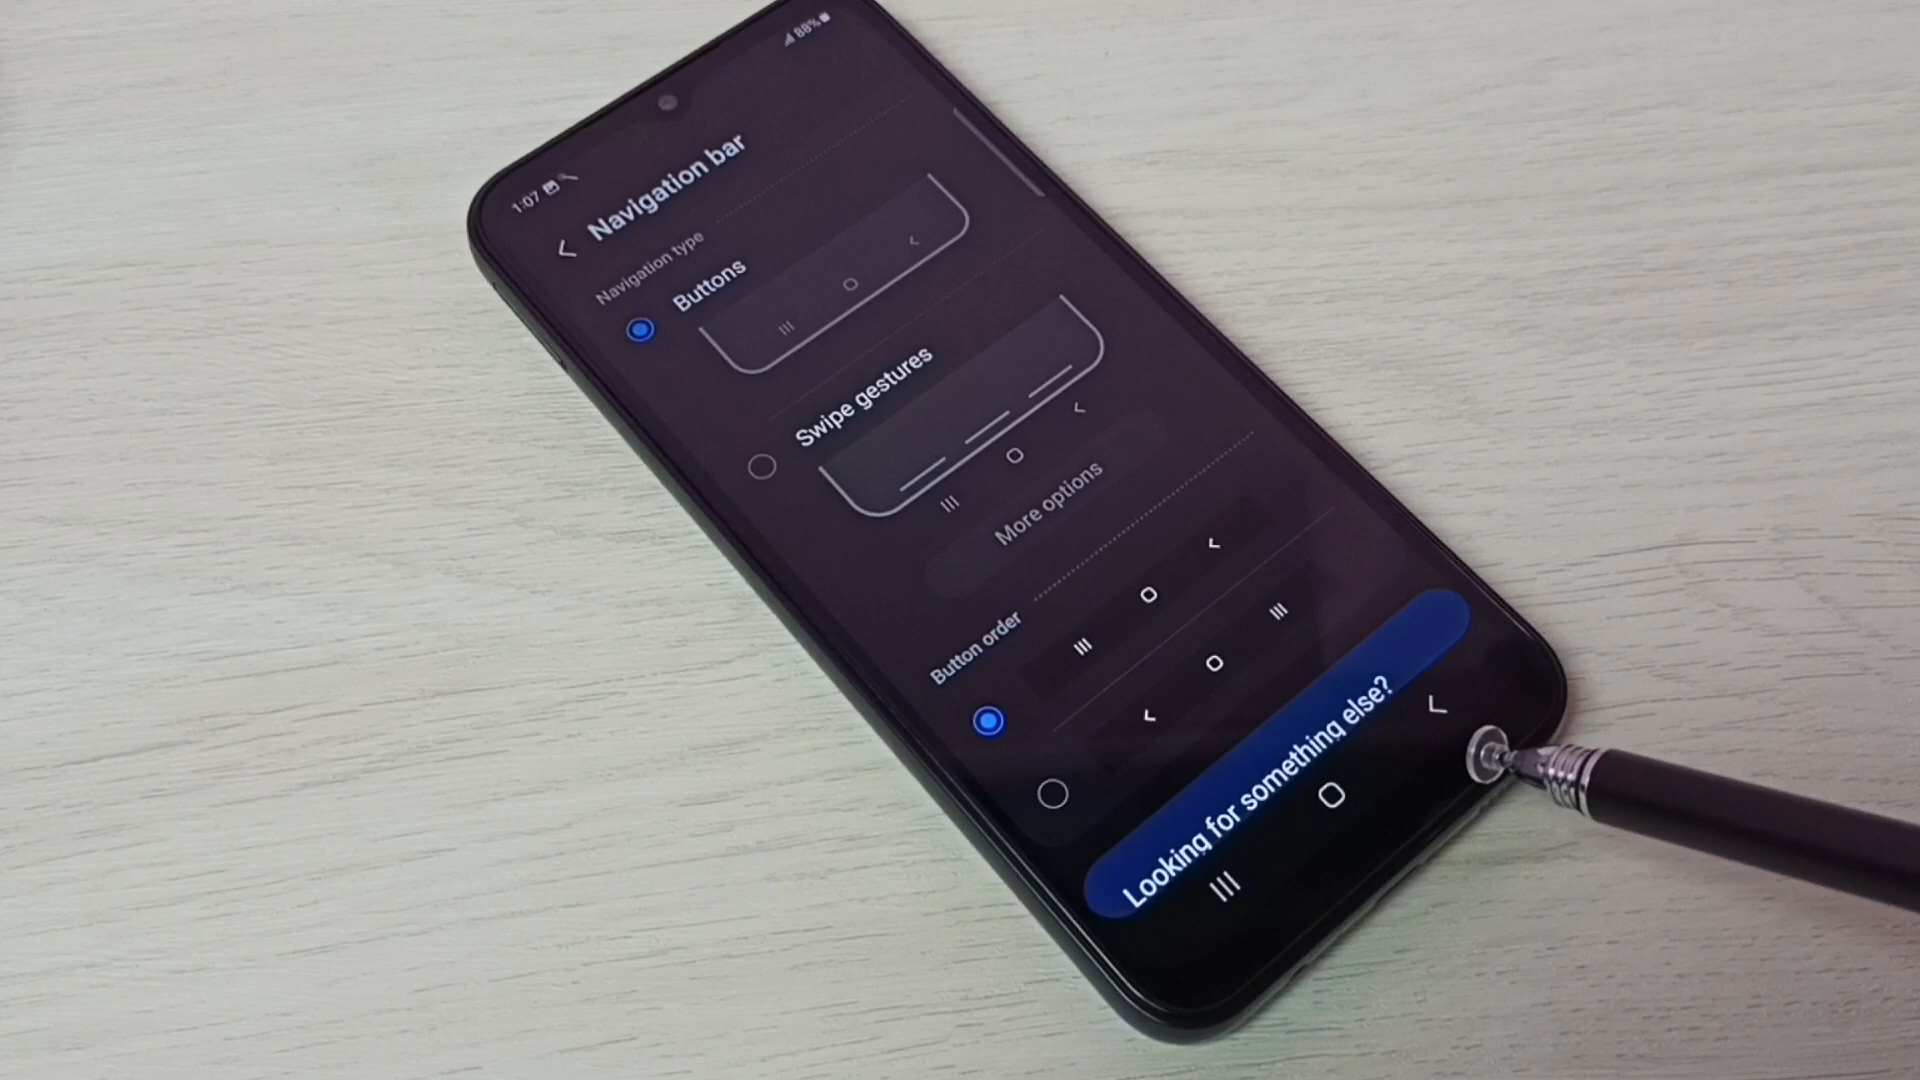 1:07
88%
Navigation bar
Navigation type
Buttons
Swipe gestures
More options
Button order
Looking for something else?